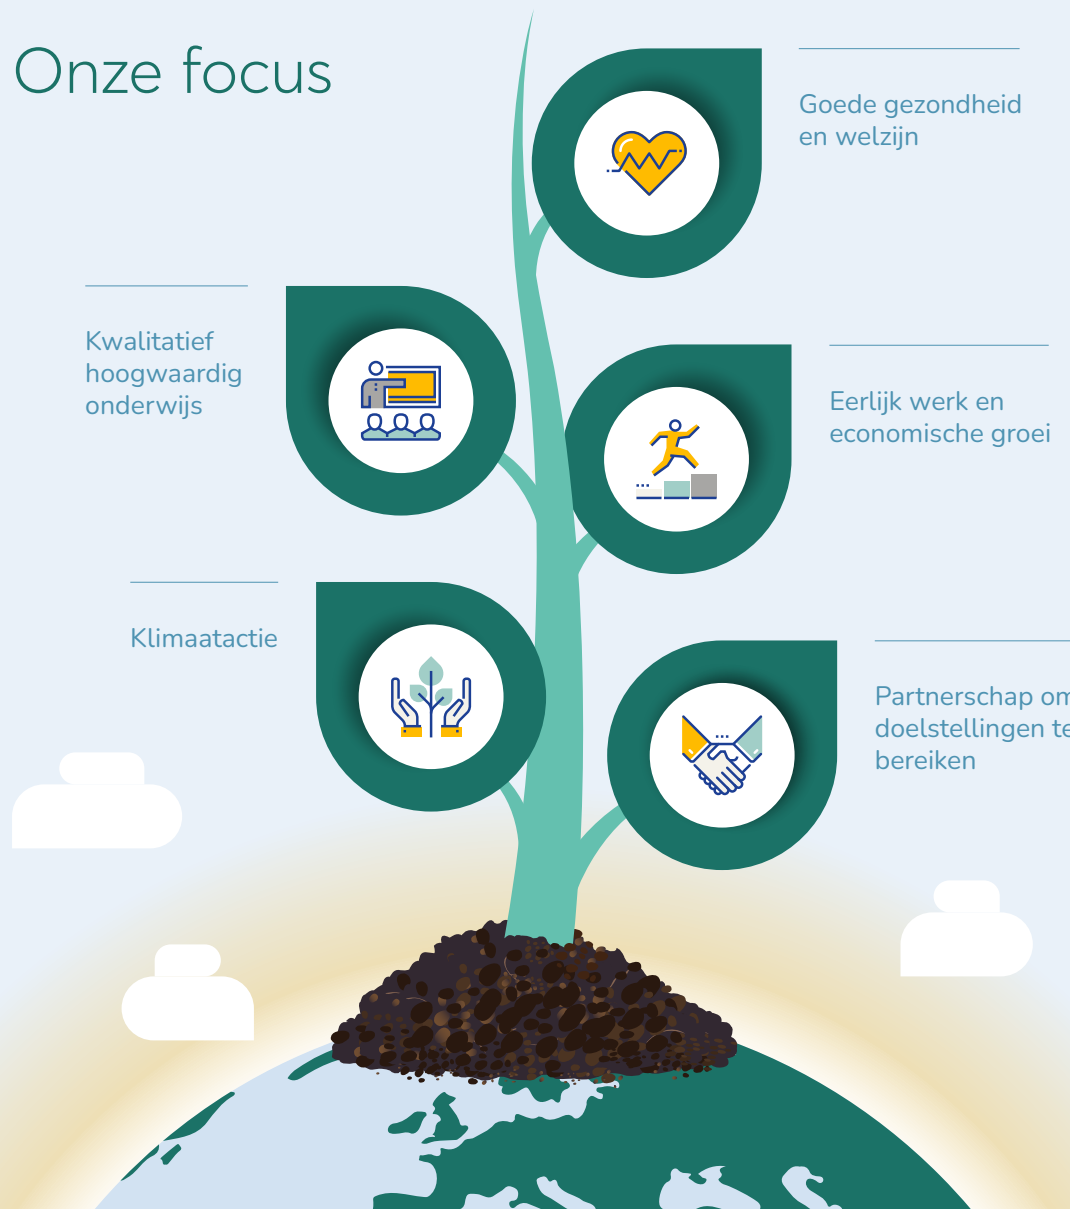 Onze focus
Goede gezondheid
en welzijn
Kwalitatief
hoogwaardig
onderwijs
Eerlijk werk en
economische groei
Klimaatactie
Partnerschap om
doelstellingen te
bereiken